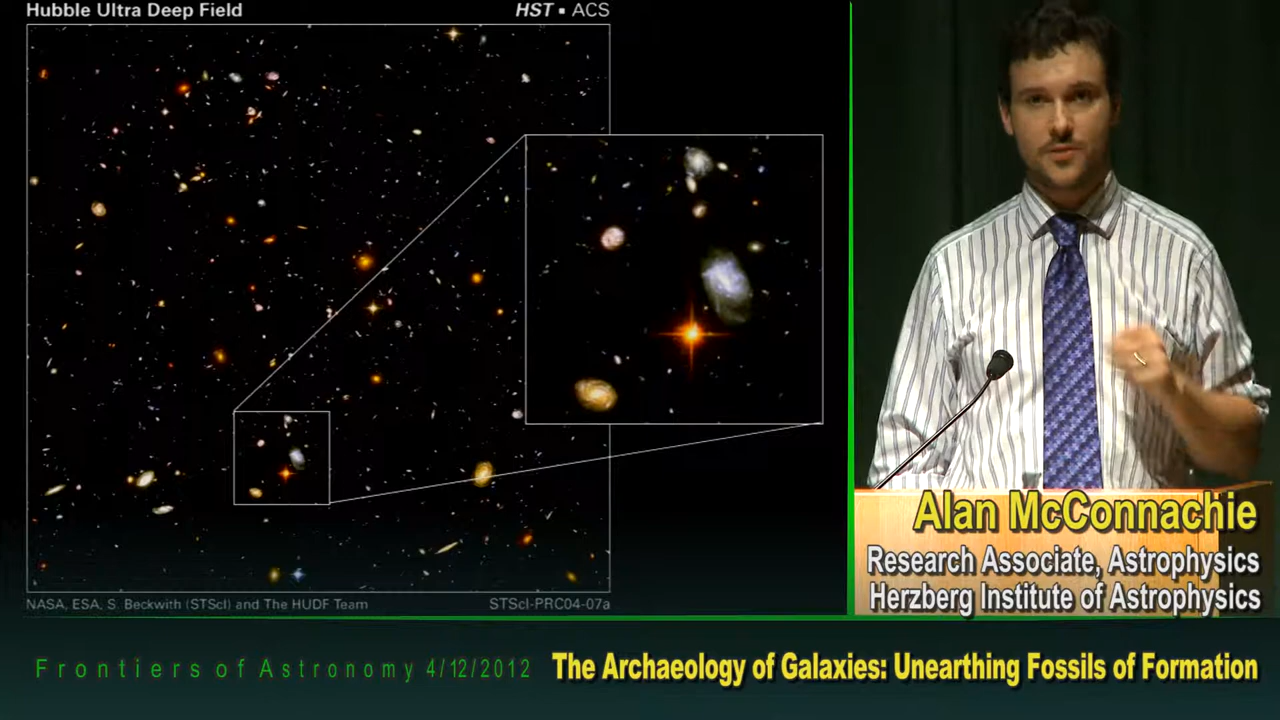 Hubble Ultra Deep Field
HST ▪ ACS
NASA, ESA, S. Beckwith (STScI) and The HUDF Team
STScI-PRC04-07a
Alan McConnachie
Research Associate, Astrophysics
Herzberg Institute of Astrophysics
Frontiers of Astronomy 4/12/2012
The Archaeology of Galaxies: Unearthing Fossils of Formation